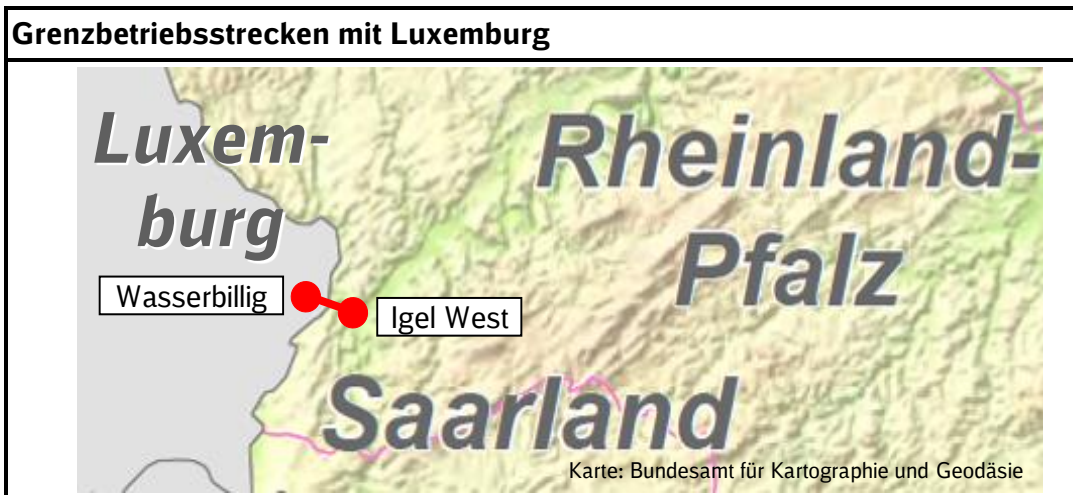 Grenzbetriebsstrecken mit Luxemburg
Luxem-
burg
Rheinland-
Pfalz
Wasserbillig
Igel West
Saarland
Karte: Bundesamt für Kartographie und Geodäsie